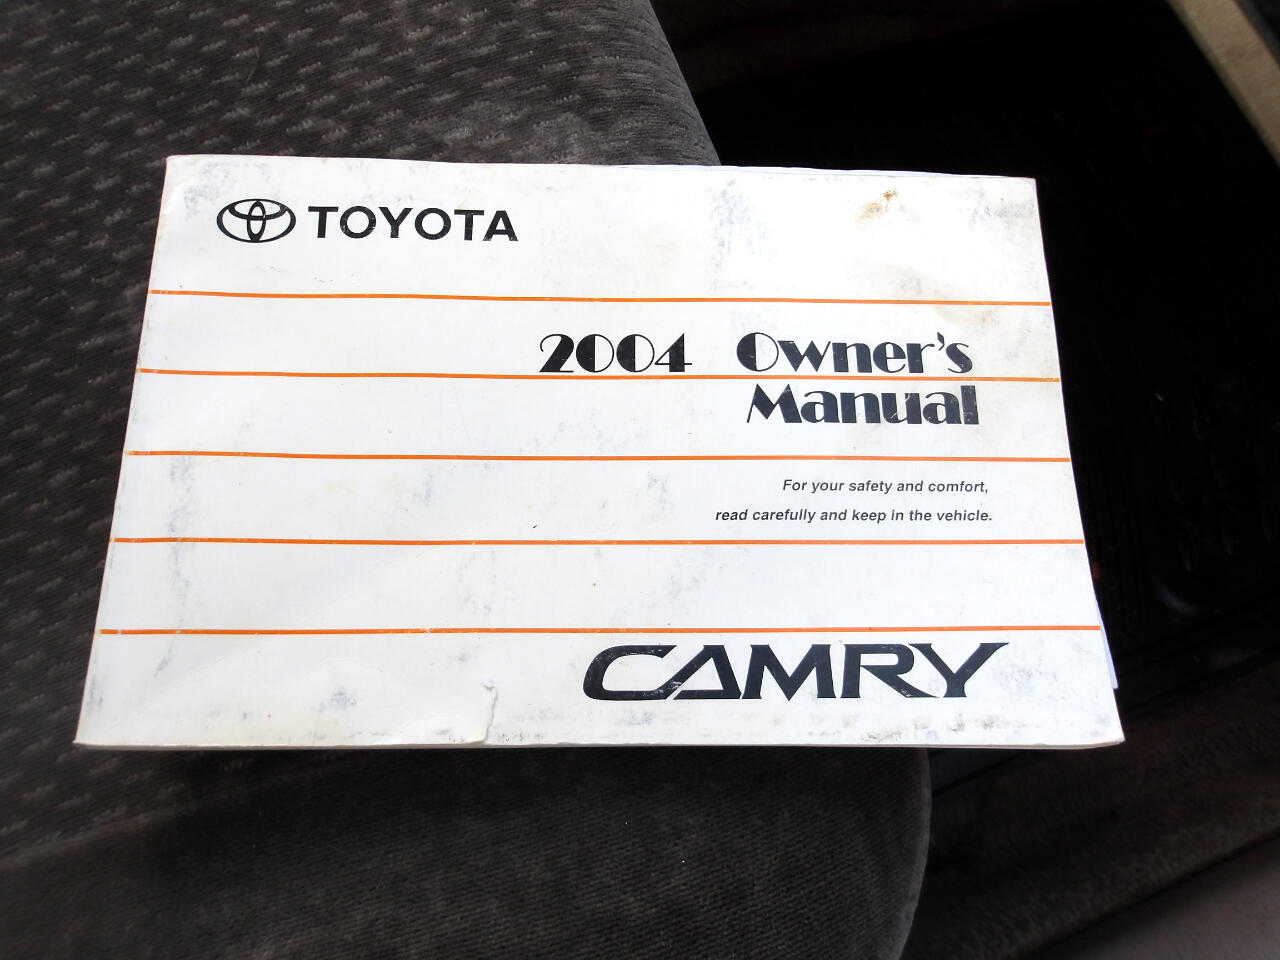 TOYOTA
2004 Owner's
Manual
For your safety and comfort,
read carefully and keep in the vehicle.
CAMRY